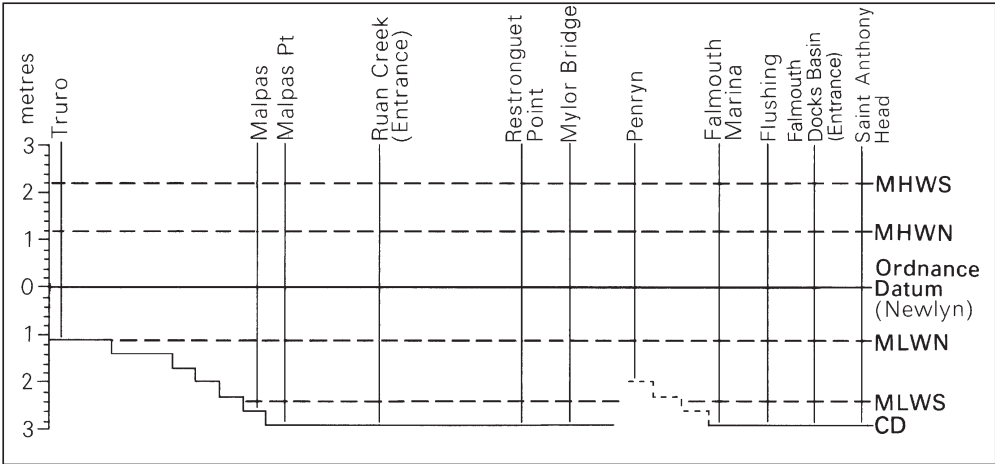 metres
Truro
Malpas
Malpas Pt
Ruan Creek
(Entrance)
Restronguet
Point
Mylor Bridge
Penryn
Falmouth
Marina
Flushing
Falmouth
Docks Basin
(Entrance)
Saint Anthony
Head
3
2
1
0
1
2
3
MHWS
MHWN
Ordnance
Datum
(Newlyn)
MLWN
MLWS
CD